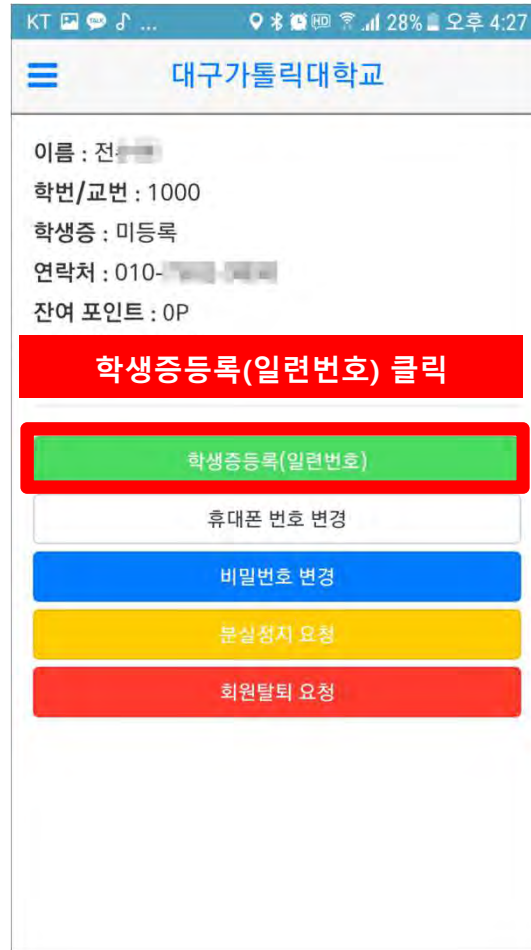 KT ... 28% 오후 4:27
대구가톨릭대학교
이름 : 전
학번/교번 : 1000
학생증 : 미등록
연락처 : 010-
잔여 포인트 : 0P
학생증등록(일련번호) 클릭
학생증등록(일련번호)
휴대폰 번호 변경
비밀번호 변경
분실정지 요청
회원탈퇴 요청